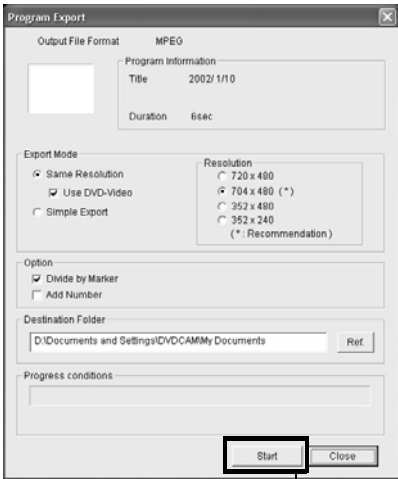 Program Export
Output File Format MPEG
Program Information
Title 2002/ 1/10
Duration 6sec
Export Mode
Same Resolution
Use DVD-Video
Simple Export
Resolution
720 x 480
704 x 480 (*)
352 x 480
352 x 240
(*: Recommendation)
Option
Divide by Marker
Add Number
Destination Folder
D:\Documents and Settings\DVDCAM\My Documents Ref.
Progress conditions
Start Close